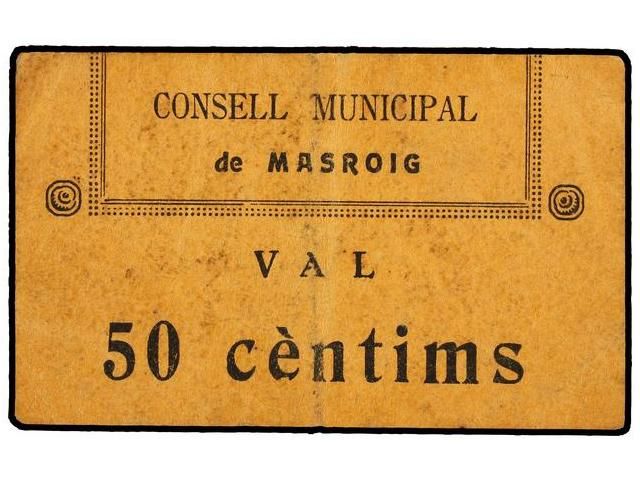 CONSELL MUNICIPAL
de MASROIG
VAL
50 cèntims